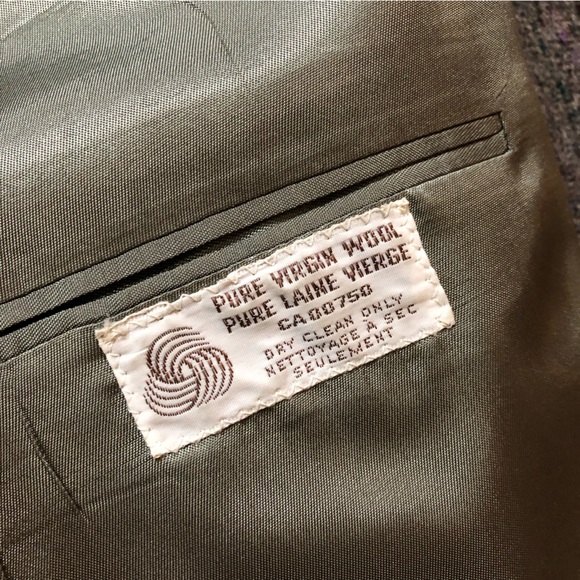 PURE VIRGIN WOOL
PURE LAINE VIERGE
CA00750
DRY CLEAN ONLY
NETTOYAGE A SEC
SEULEMENT